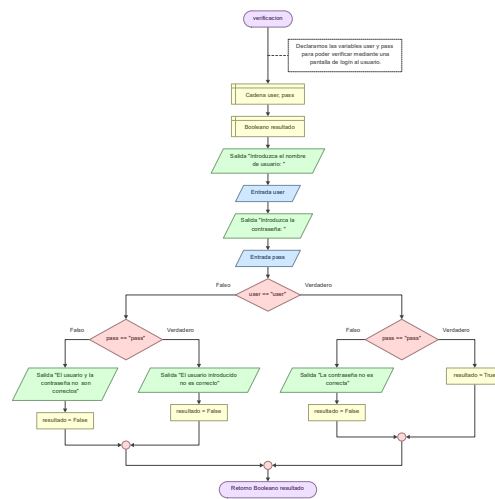 verificacion
Declaramos las variables user y pass
para poder verificar mediante una
pantalla de login al usuario.
Cadena user, pass
Booleano resultado
Salida "Introduzca el nombre
de usuario: "
Entrada user
Salida "Introduzca la
contraseña: "
Entrada pass
Falso
user == "user"
Verdadero
Falso
pass == "pass"
Verdadero
Falso
pass == "pass"
Verdadero
Salida "El usuario y la
contraseña no son
correctos"
Salida "El usuario introducido
no es correcto"
Salida "La contraseña no es
correcta"
resultado = True
resultado = False
resultado = False
resultado = False
Retorno Booleano resultado